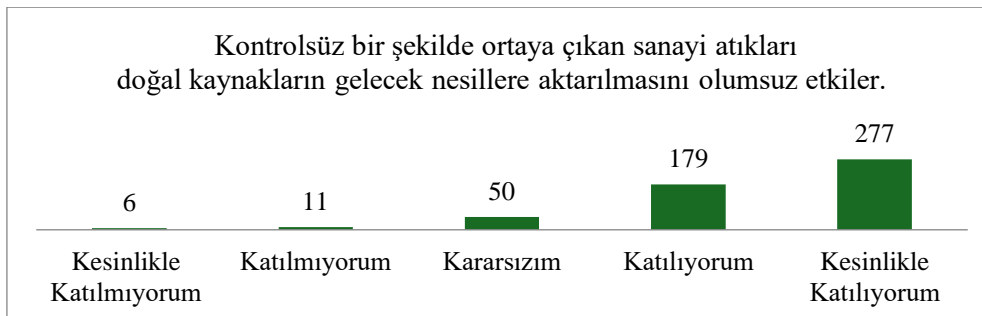 Kontrolsüz bir şekilde ortaya çıkan sanayi atıkları
doğal kaynakların gelecek nesillere aktarılmasını olumsuz etkiler.
6
11
50
179
277
Kesinlikle
Katılmıyorum
Katılmıyorum
Kararsızım
Katılıyorum
Kesinlikle
Katılıyorum